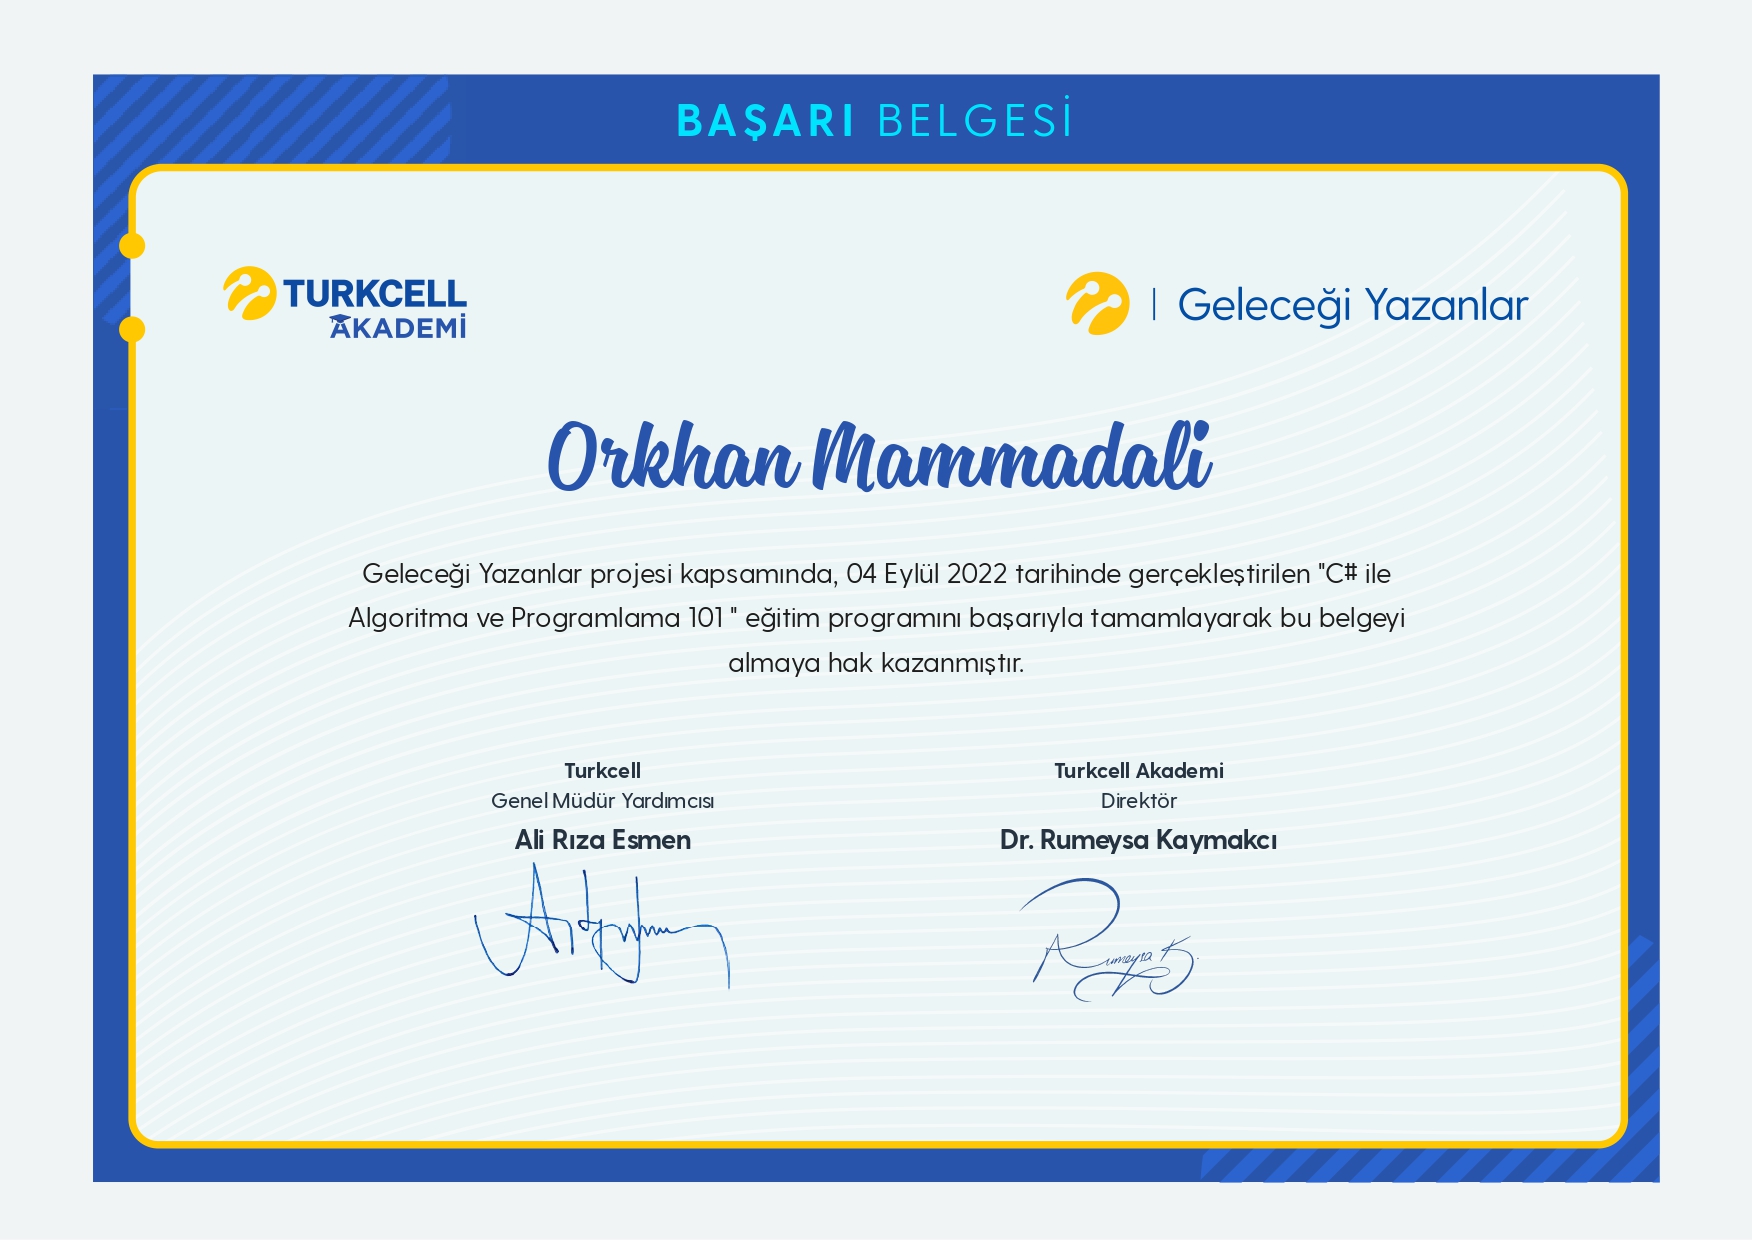 BAŞARI BELGESİ
TURKCELL
AKADEMİ
Geleceği Yazanlar
Orkhan Mammadali
Geleceği Yazanlar projesi kapsamında, 04 Eylül 2022 tarihinde gerçekleştirilen "C# ile
Algoritma ve Programlama 101 " eğitim programını başarıyla tamamlayarak bu belgeyi
almaya hak kazanmıştır.
Turkcell
Genel Müdür Yardımcısı
Ali Rıza Esmen
Turkcell Akademi
Direktör
Dr. Rumeysa Kaymakcı
Rumeysa K.